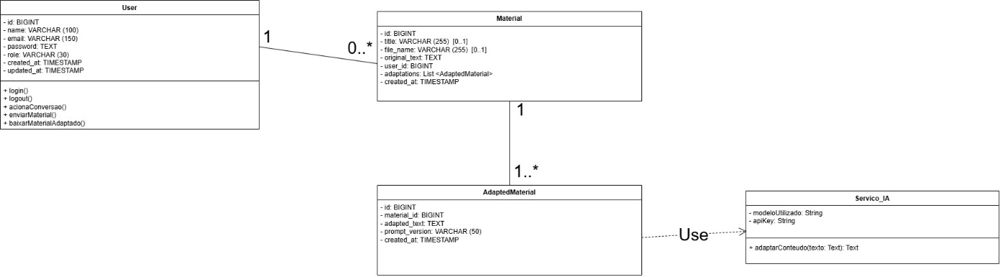 User
- id: BIGINT
- name: VARCHAR (100)
- email: VARCHAR (150)
- password: TEXT
- role: VARCHAR (30)
- created_at: TIMESTAMP
- updated_at: TIMESTAMP
+ login()
+ logout()
+ acionaConversao()
+ enviarMaterial()
+ baixarMaterialAdaptado()
1
0..*
Material
- id: BIGINT
- title: VARCHAR (255)  [0..1]
- file_name: VARCHAR (255)  [0..1]
- original_text: TEXT
- user_id: BIGINT
- adaptations: List <AdaptedMaterial>
- created_at: TIMESTAMP
1
1..*
AdaptedMaterial
- id: BIGINT
- material_id: BIGINT
- adapted_text: TEXT
- prompt_version: VARCHAR (50)
- created_at: TIMESTAMP
Use
Servico_IA
- modeloUtilizado: String
- apiKey: String
+ adaptarConteudo(texto: Text): Text